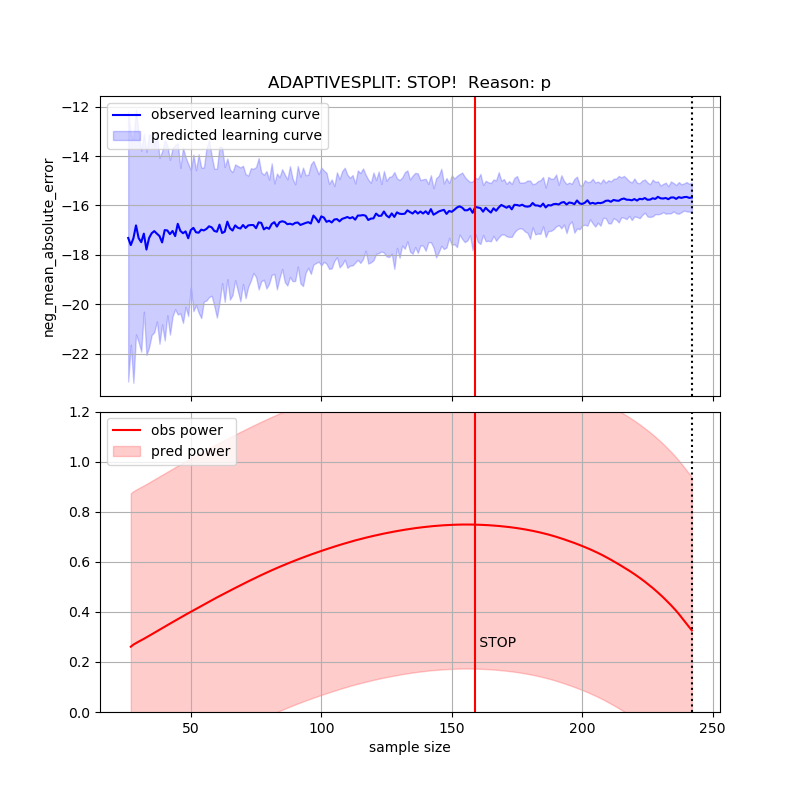 ADAPTIVESPLIT: STOP!  Reason: p
observed learning curve
predicted learning curve
neg_mean_absolute_error
−12
−14
−16
−18
−20
−22
obs power
pred power
1.2
1.0
0.8
0.6
0.4
0.2
0.0
STOP
50
100
150
200
250
sample size